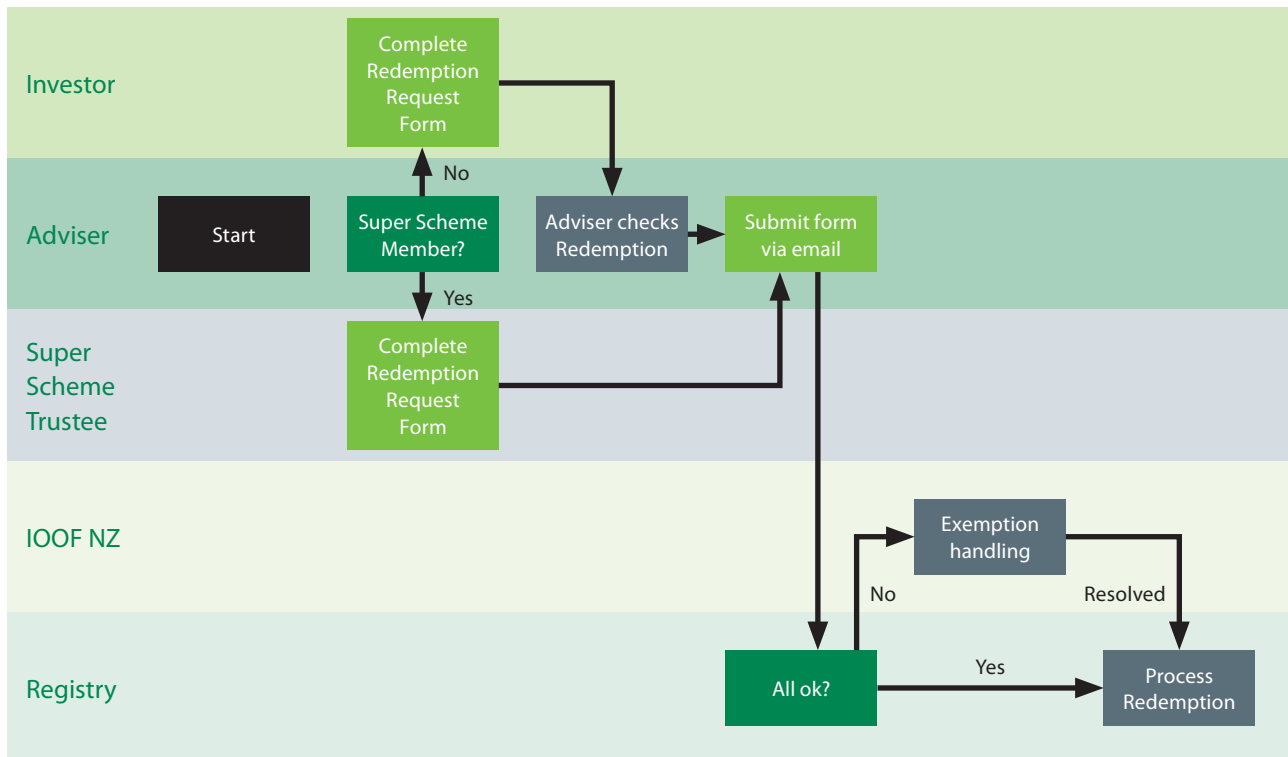 Investor
Complete
Redemption
Request
Form
No
Adviser
Start
Super Scheme
Member?
Adviser checks
Redemption
Submit form
via email
Yes
Super
Scheme
Trustee
Complete
Redemption
Request
Form
IOOF NZ
Exemption
handling
No
Resolved
Registry
All ok?
Yes
Process
Redemption